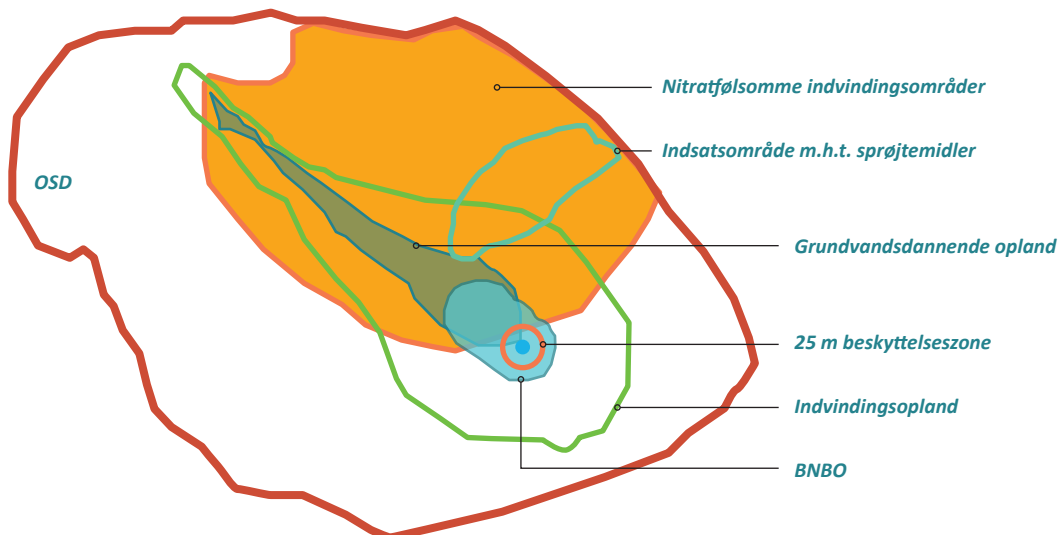 Nitratfølsomme indvindingsområder
Indsatsområde m.h.t. sprøjtemidler
OSD
Grundvandsdannende opland
25 m beskyttelseszone
Indvindingsopland
BNBO